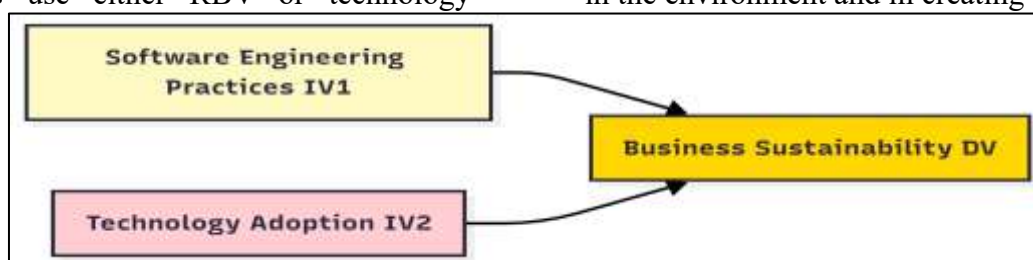 use either RBV or technology
in the environment and in creating
Software Engineering
Practices IV1
Business Sustainability DV
Technology Adoption IV2